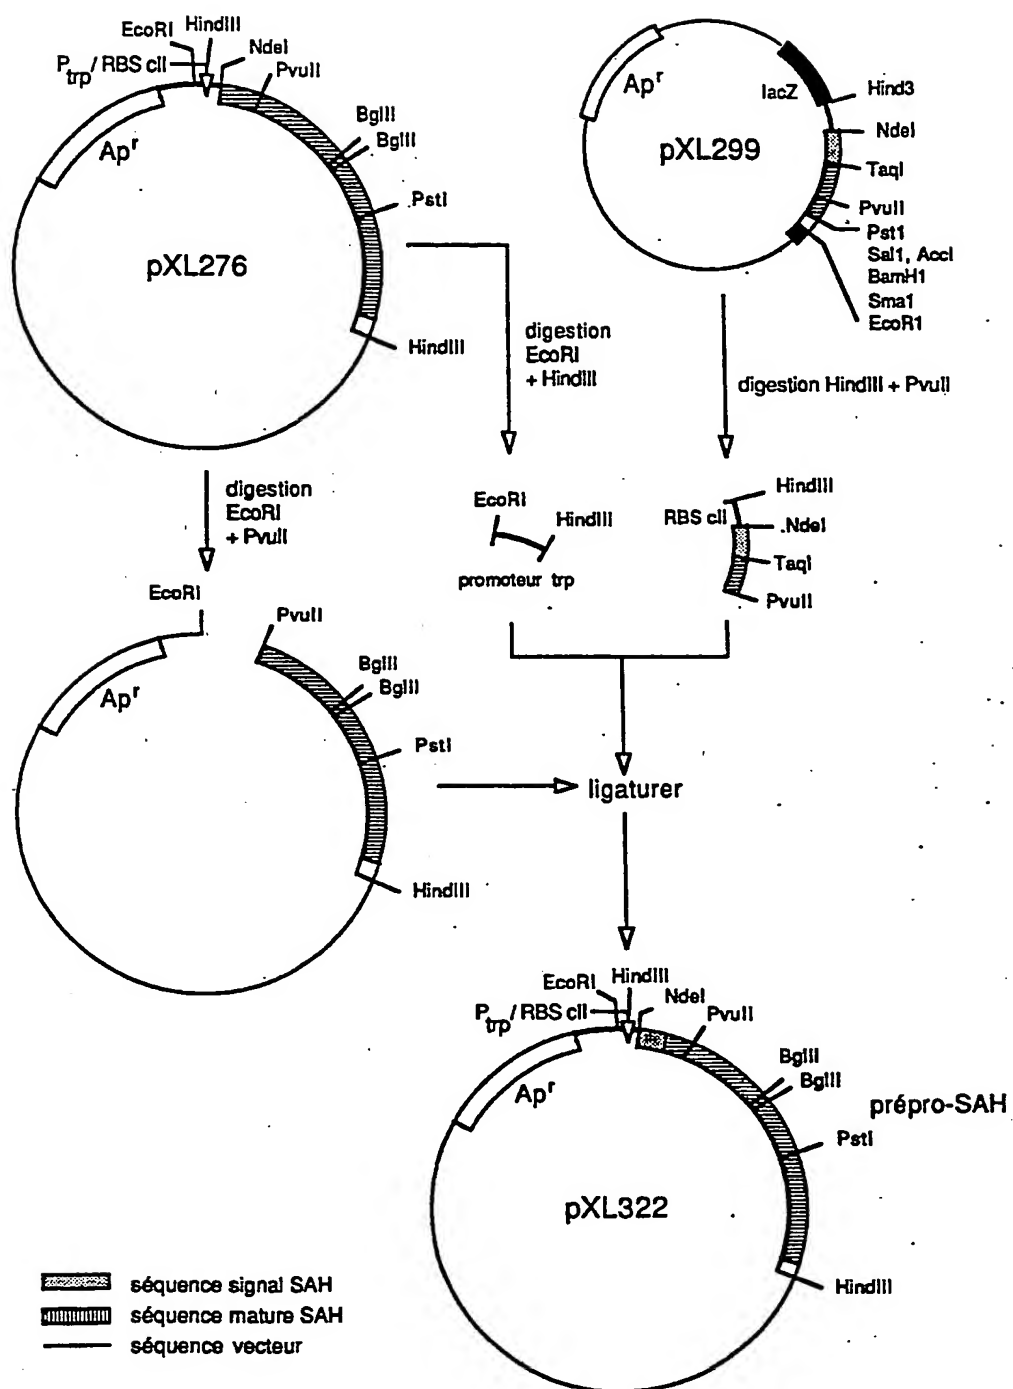 EcoRI
HindIII
NdeI
PvuII
Ptrp/ RBS cII
BglII
BglII
PstI
HindIII
Apr
pXL276
Apr
lacZ
Hind3
NdeI
TaqI
PvuII
Pst1
Sal1, AccI
BamH1
Sma1
EcoR1
pXL299
digestion
EcoRI
+ HindIII
digestion HindIII + PvuII
digestion
EcoRI
+ PvuII
EcoRI
HindIII
promoteur trp
HindIII
RBS cII
NdeI
TaqI
PvuII
EcoRI
PvuII
BglII
BglII
PstI
HindIII
Apr
ligaturer
EcoRI
HindIII
NdeI
Ptrp/ RBS cII
PvuII
BglII
BglII
prépro-SAH
PstI
HindIII
Apr
pXL322
séquence signal SAH
séquence mature SAH
séquence vecteur